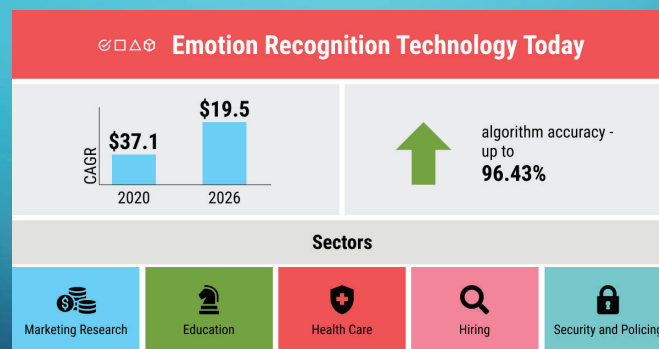 Emotion Recognition Technology Today
$19.5
$37.1
CAGR
2020 2026
algorithm accuracy -
up to
96.43%
Sectors
Marketing Research
Education
Health Care
Hiring
Security and Policing